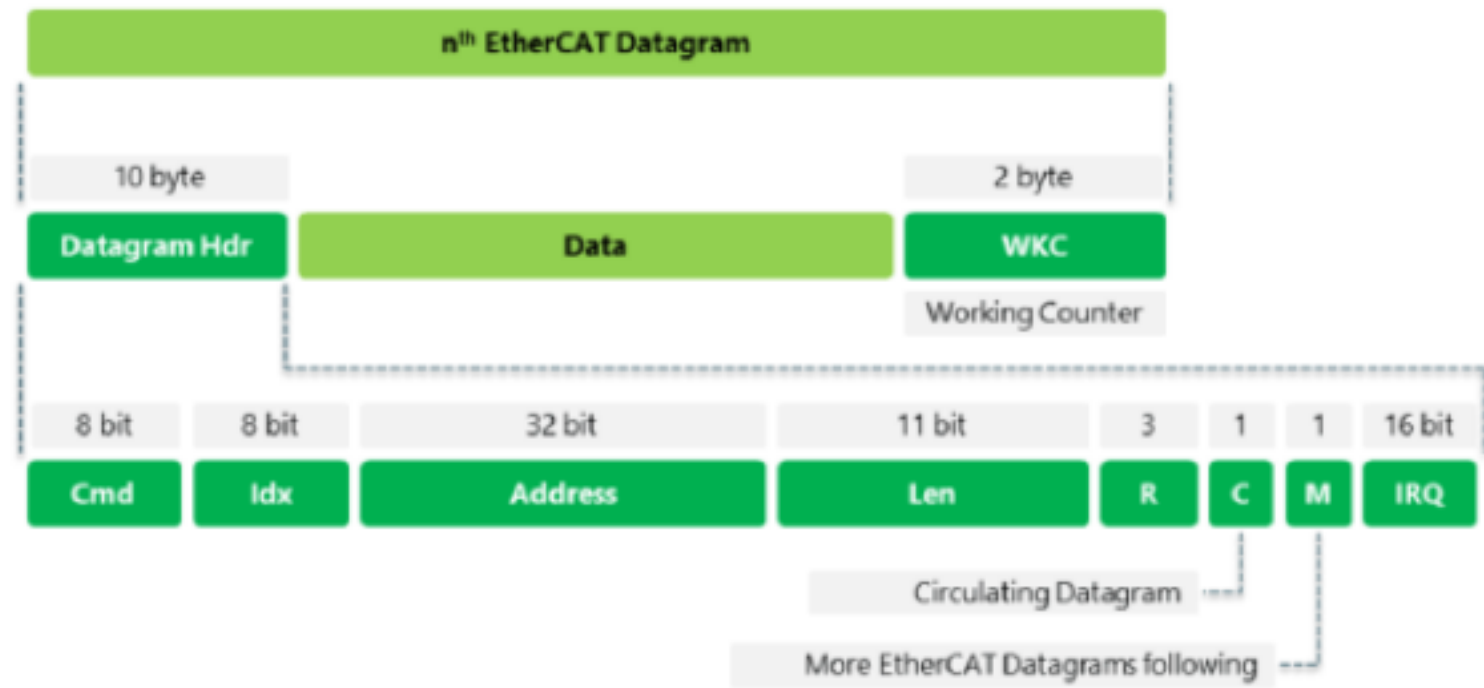 nth EtherCAT Datagram
10 byte 2 byte
Datagram Hdr Data WKC
Working Counter
8 bit 8 bit 32 bit 11 bit 3 1 1 16 bit
Cmd Idx Address Len R C M IRQ
Circulating Datagram
More EtherCAT Datagrams following